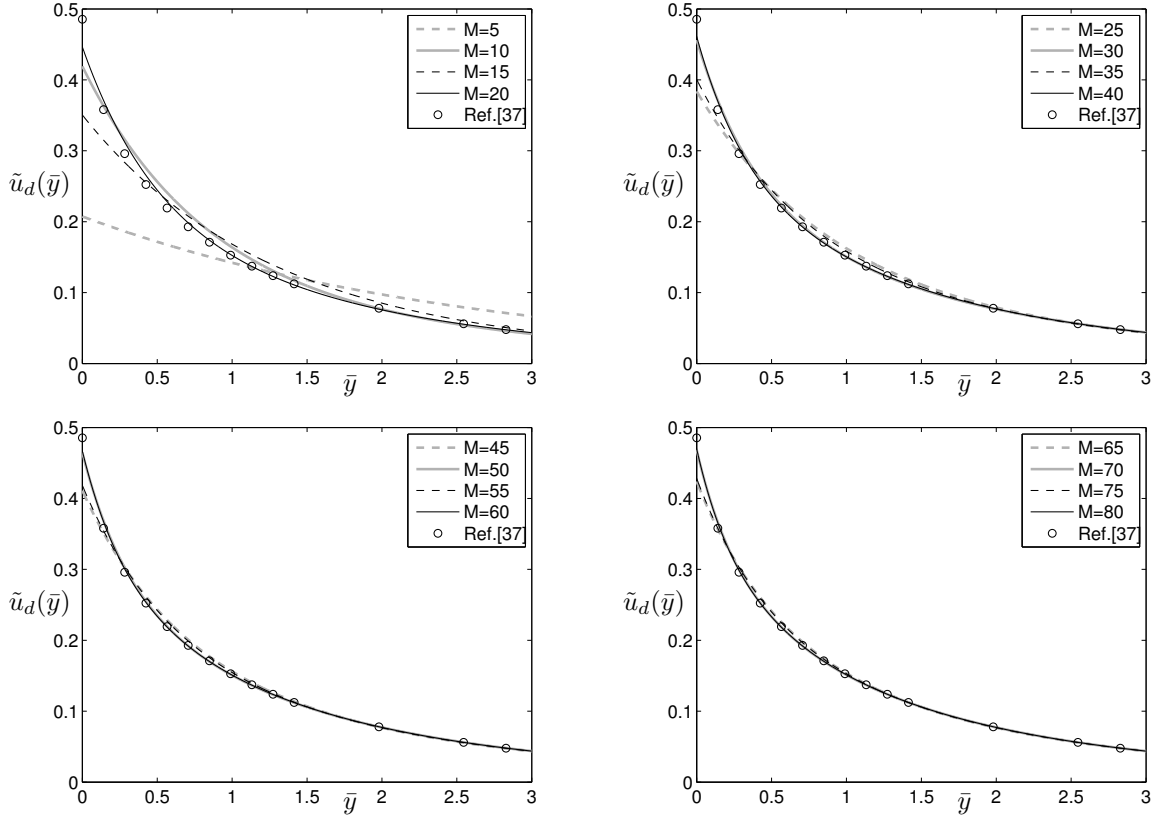 0.5
0.4
0.3
0.2
0.1
0
ũ_d(ȳ)
0 0.5 1 1.5 2 2.5 3
ȳ
M=5
M=10
M=15
M=20
Ref.[37]
0.5
0.4
0.3
0.2
0.1
0
ũ_d(ȳ)
0 0.5 1 1.5 2 2.5 3
ȳ
M=25
M=30
M=35
M=40
Ref.[37]
0.5
0.4
0.3
0.2
0.1
0
ũ_d(ȳ)
0 0.5 1 1.5 2 2.5 3
ȳ
M=45
M=50
M=55
M=60
Ref.[37]
0.5
0.4
0.3
0.2
0.1
0
ũ_d(ȳ)
0 0.5 1 1.5 2 2.5 3
ȳ
M=65
M=70
M=75
M=80
Ref.[37]